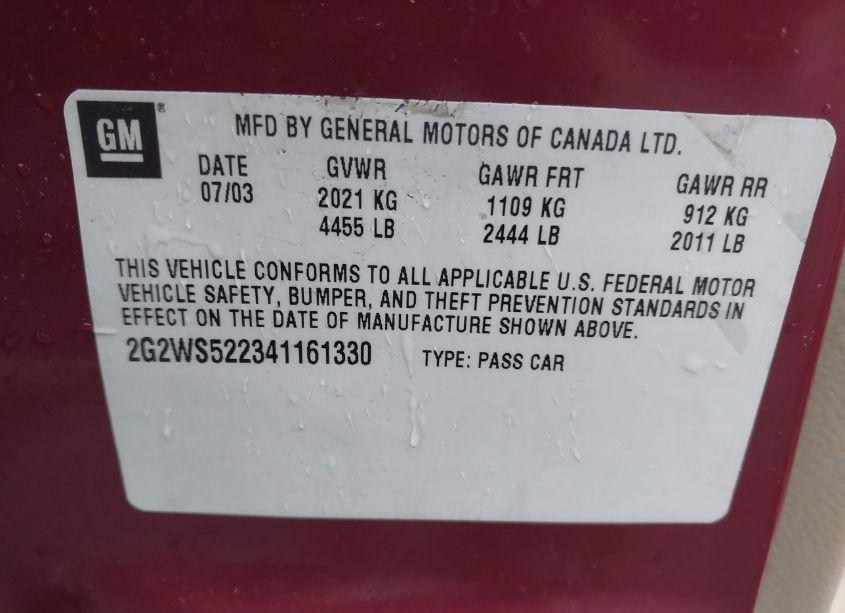 GM®
MFD BY GENERAL MOTORS OF CANADA LTD.
DATE GVWR GAWR FRT GAWR RR
07/03 2021 KG 1109 KG 912 KG
4455 LB 2444 LB 2011 LB
THIS VEHICLE CONFORMS TO ALL APPLICABLE U.S. FEDERAL MOTOR
VEHICLE SAFETY, BUMPER, AND THEFT PREVENTION STANDARDS IN
EFFECT ON THE DATE OF MANUFACTURE SHOWN ABOVE.
2G2WS522341161330 TYPE: PASS CAR